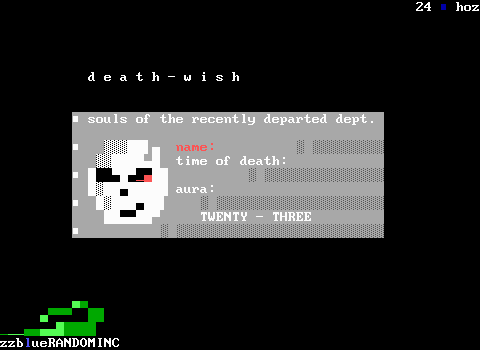 24 ▪ hoz
d e a t h - w i s h
souls of the recently departed dept.
name:
time of death:
aura:
TWENTY - THREE
zzblueRANDOMINC